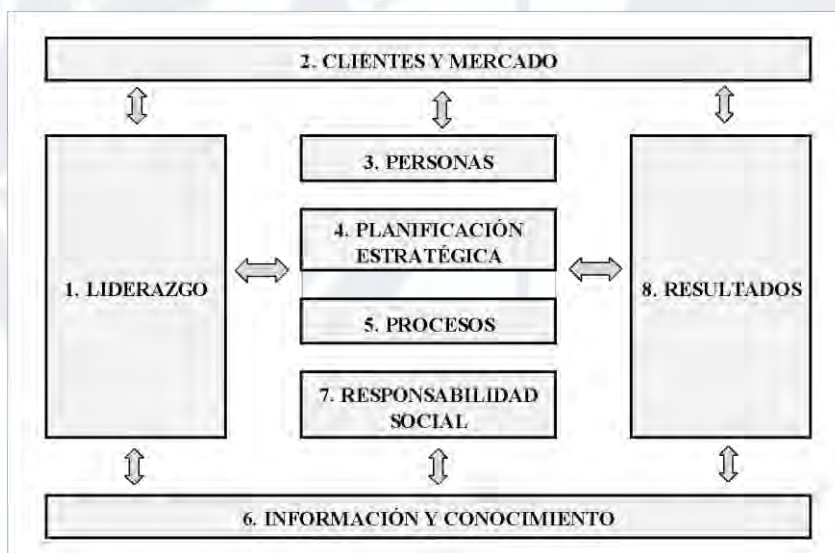 2. CLIENTES Y MERCADO
3. PERSONAS
4. PLANIFICACIÓN
ESTRATÉGICA
1. LIDERAZGO
8. RESULTADOS
5. PROCESOS
7. RESPONSABILIDAD
SOCIAL
6. INFORMACIÓN Y CONOCIMIENTO